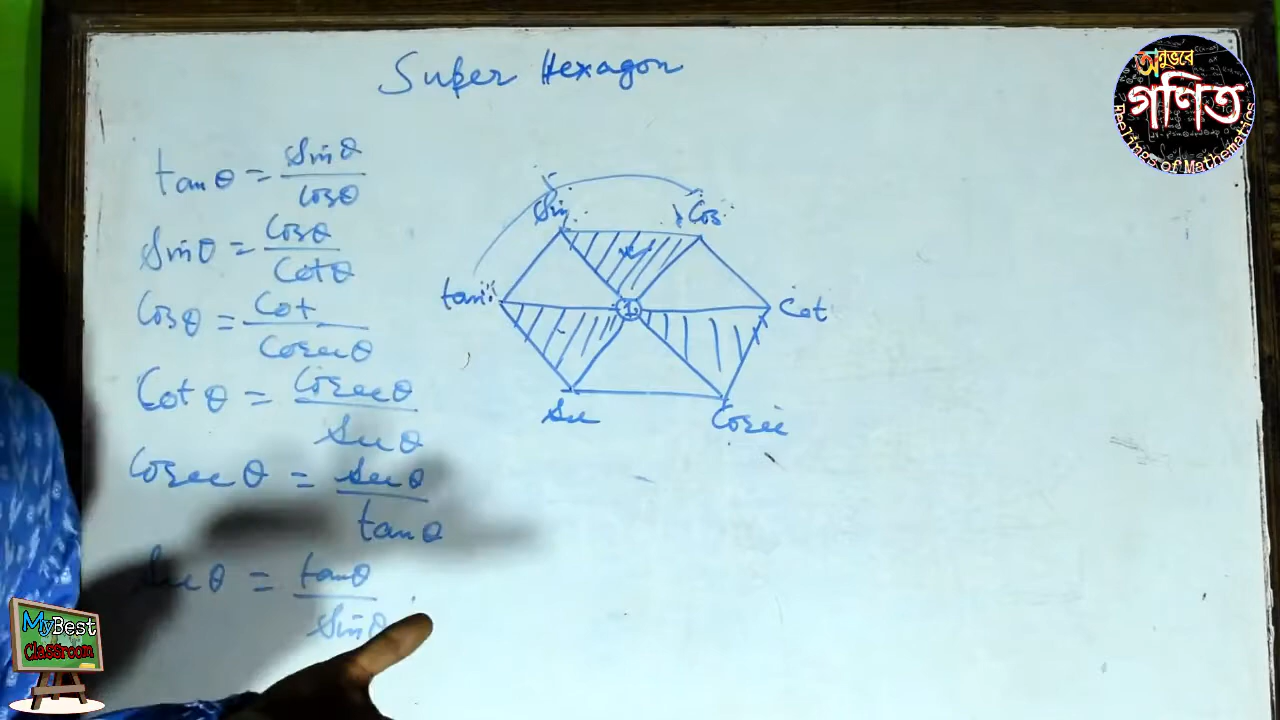 Super Hexagon
অনুভবে
গণিত
Feelings of Mathematics
tanθ = sinθ
cosθ
sinθ = cosθ
cotθ
cosθ = cot
cosecθ
cotθ = cosecθ
secθ
cosecθ = secθ
tanθ
secθ = tanθ
sinθ
sin cos
tan 1 cot
sec cosec
MyBest
Classroom